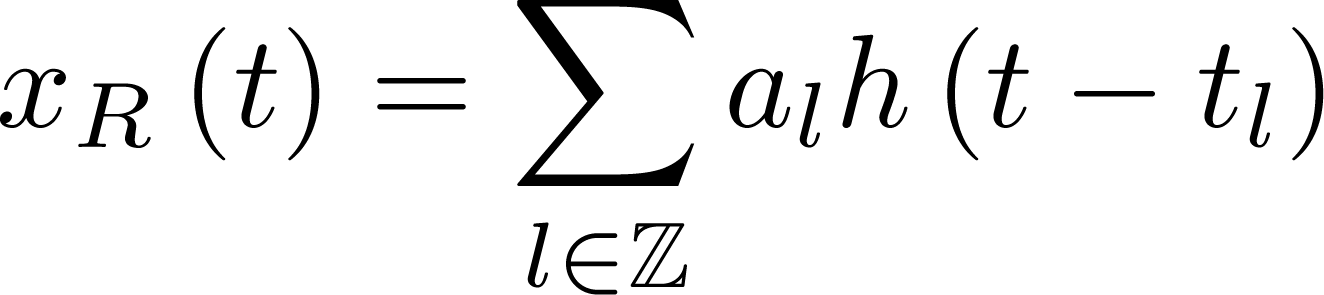 x_R (t) = \sum_{l \in \mathbb{Z}} a_l h (t - t_l)